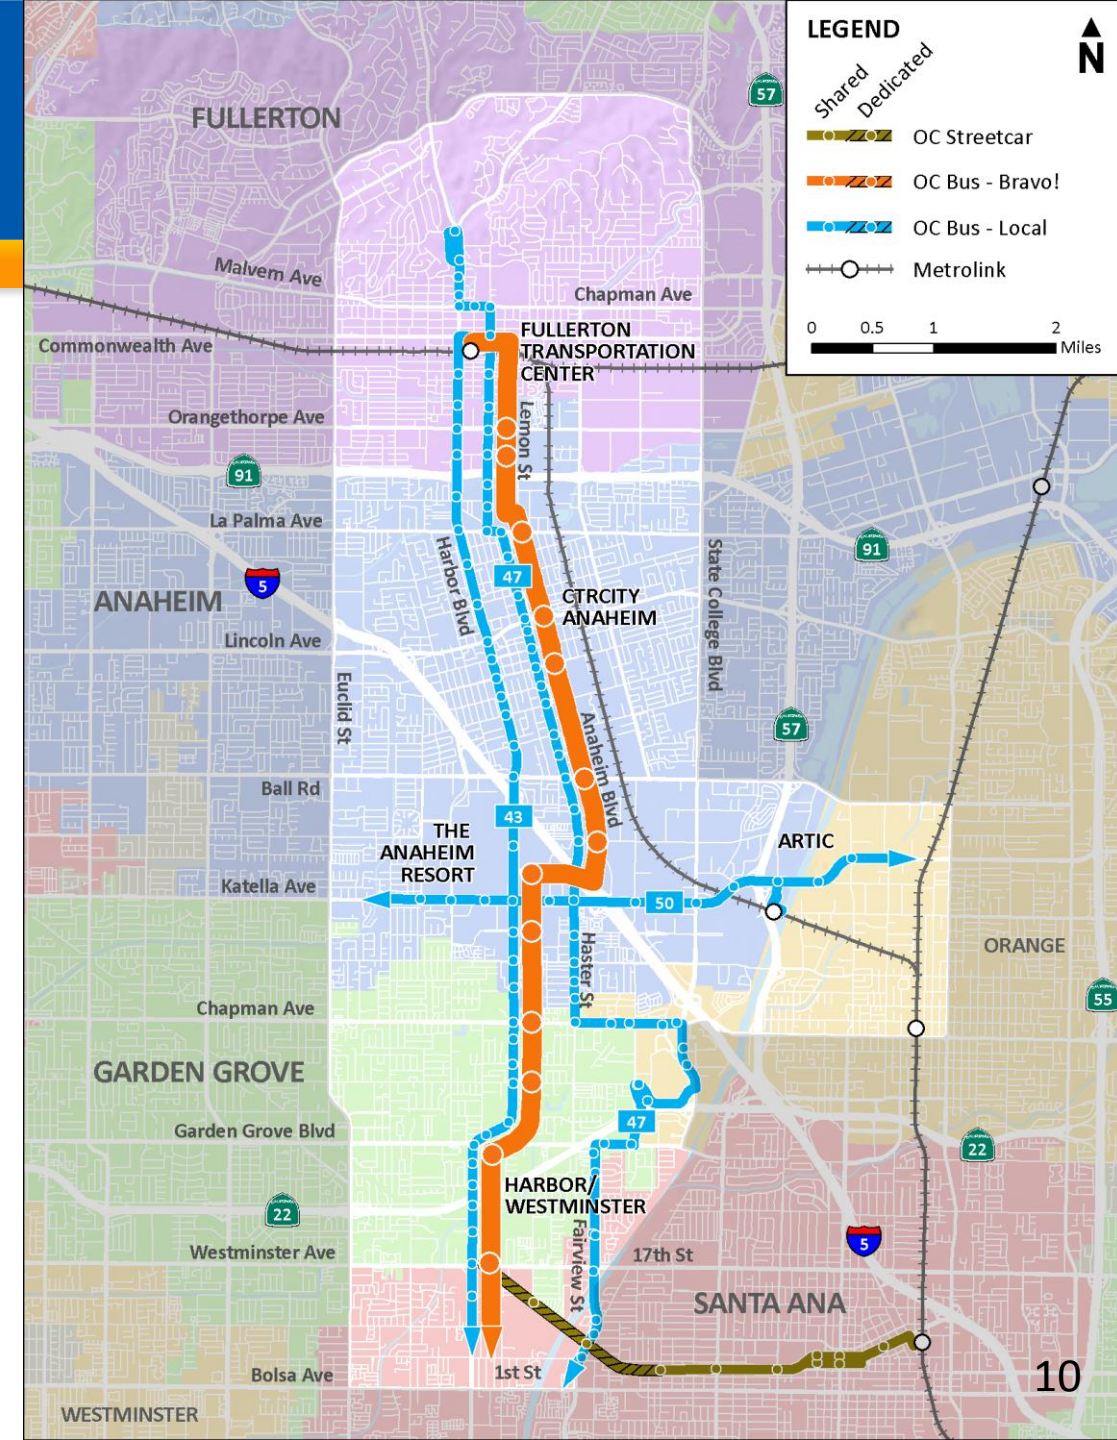 LEGEND
N
Shared
Dedicated
OC Streetcar
OC Bus - Bravo!
OC Bus - Local
Metrolink
0 0.5 1 2
Miles
57
FULLERTON
Malvern Ave
Chapman Ave
Commonwealth Ave
FULLERTON
TRANSPORTATION
CENTER
Orangethorpe Ave
Lemon St
91
La Palma Ave
91
Harbor Blvd
State College Blvd
5
47
ANAHEIM
CTRCITY
ANAHEIM
Lincoln Ave
Euclid St
57
Anaheim Blvd
Ball Rd
43
THE
ANAHEIM
RESORT
ARTIC
Katella Ave
50
ORANGE
Haster St
55
Chapman Ave
GARDEN GROVE
47
Garden Grove Blvd
22
HARBOR/
WESTMINSTER
22
Fairview St
5
Westminster Ave
17th St
SANTA ANA
Bolsa Ave
1st St
10
WESTMINSTER